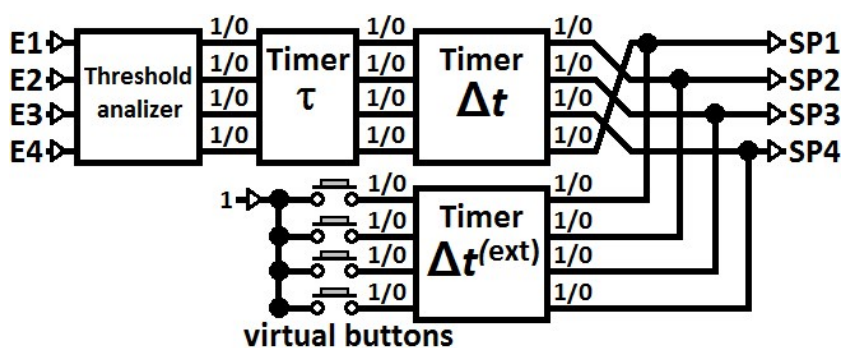 1/0 1/0 1/0
E1 Timer Timer SP1
1/0 1/0 1/0
E2 Threshold SP2
analizer τ Δt
1/0 1/0 1/0
E3 SP3
1/0 1/0 1/0
E4 SP4
1/0 1/0
1 Timer
1/0 1/0
Δt(ext)
1/0 1/0
1/0 1/0
virtual buttons